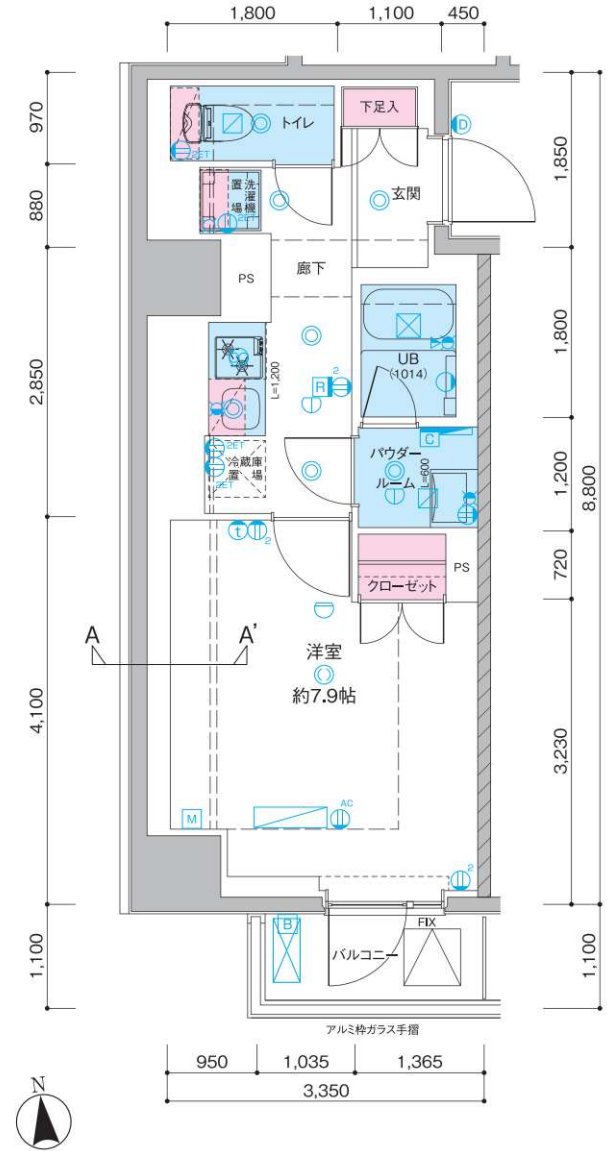 1,800
1,100
450
970
880
2,850
4,100
1,100
1,850
1,800
1,200
720
3,230
1,100
8,800
下足入
D
トイレ
2ET
洗濯機
置場
2ET
玄関
廊下
PS
L=1,200
R
2
UB
(1014)
C
パウダー
ルーム
L=600
2ET
冷蔵庫
置場
2ET
t
2
クローゼット
PS
A
A'
洋室
約7.9帖
M
AC
2
B
FIX
バルコニー
アルミ枠ガラス手摺
950
1,035
1,365
3,350
N